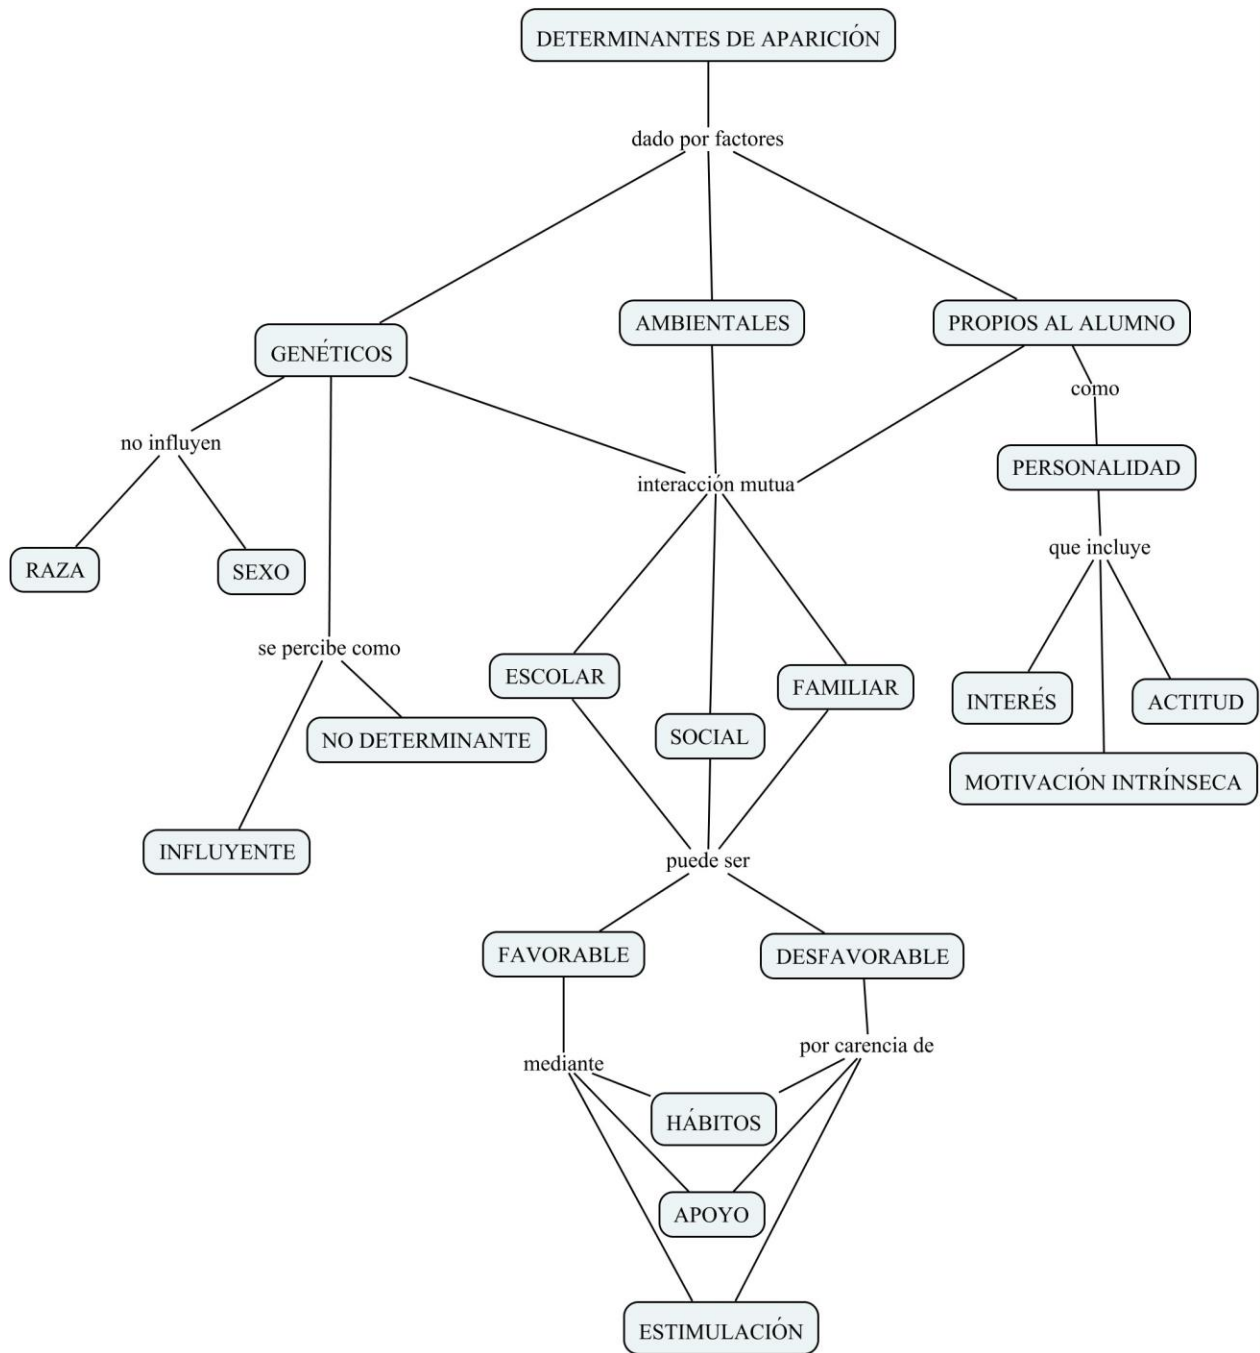 DETERMINANTES DE APARICIÓN
dado por factores
GENÉTICOS
AMBIENTALES
PROPIOS AL ALUMNO
como
no influyen
PERSONALIDAD
interacción mutua
que incluye
RAZA
SEXO
se percibe como
ESCOLAR
FAMILIAR
INTERÉS
ACTITUD
NO DETERMINANTE
SOCIAL
MOTIVACIÓN INTRÍNSECA
INFLUYENTE
puede ser
FAVORABLE
DESFAVORABLE
mediante
por carencia de
HÁBITOS
APOYO
ESTIMULACIÓN